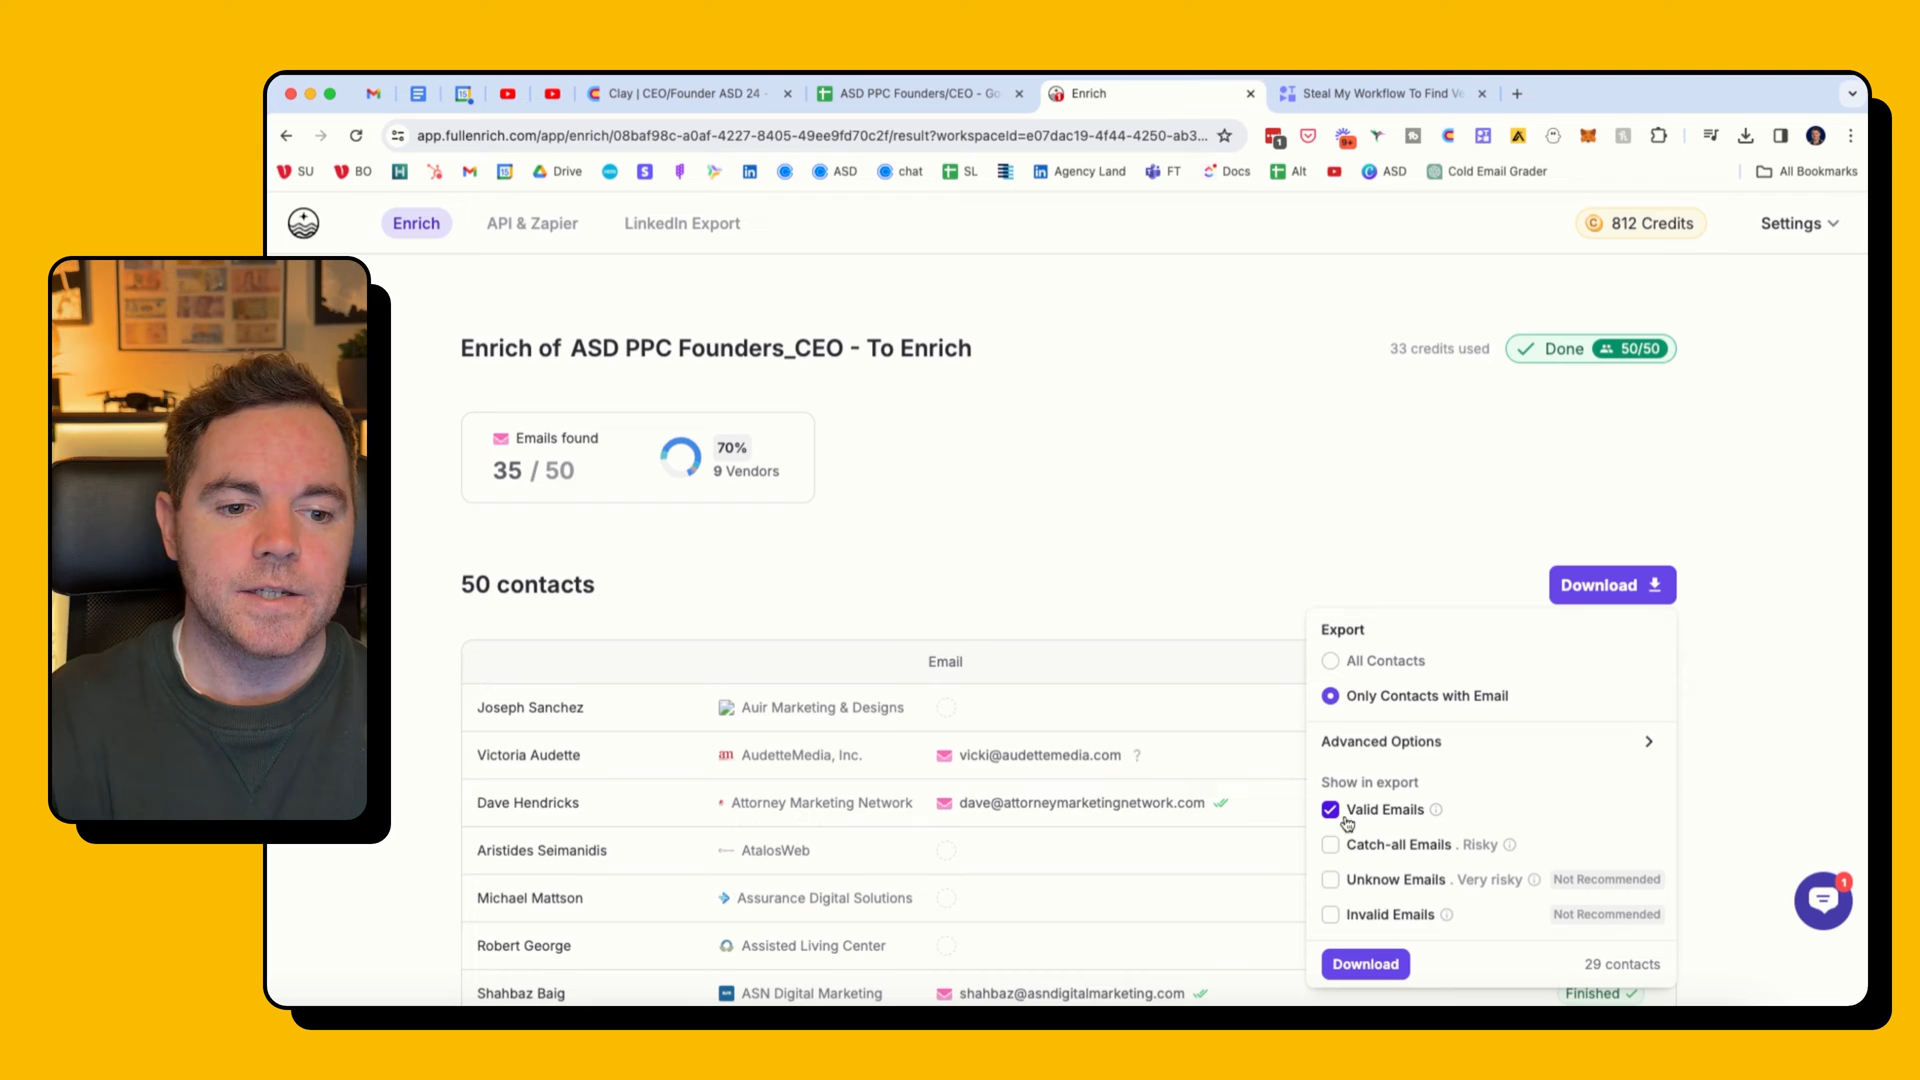 Clay | CEO/Founder ASD 24 -
ASD PPC Founders/CEO - Go
Enrich
Steal My Workflow To Find Ve
app.fullenrich.com/app/enrich/08baf98c-a0af-4227-8405-49ee9fd70c2f/result?workspaceId=e07dac19-4f44-4250-ab3...
1
9+
SU
BO
Drive
ASD
chat
SL
Agency Land
FT
Docs
Alt
ASD
Cold Email Grader
All Bookmarks
Enrich
API & Zapier
LinkedIn Export
812 Credits
Settings
Enrich of ASD PPC Founders_CEO - To Enrich
33 credits used
Done
50/50
Emails found
35 / 50
70%
9 Vendors
50 contacts
Download
Export
All Contacts
Only Contacts with Email
Advanced Options
Show in export
Valid Emails
Catch-all Emails . Risky
Unknow Emails . Very risky
Not Recommended
Invalid Emails
Not Recommended
Download
29 contacts
Email
Joseph Sanchez
Auir Marketing & Designs
Victoria Audette
am
AudetteMedia, Inc.
vicki@audettemedia.com ?
Dave Hendricks
Attorney Marketing Network
dave@attorneymarketingnetwork.com
Aristides Seimanidis
AtalosWeb
Michael Mattson
Assurance Digital Solutions
Robert George
Assisted Living Center
Shahbaz Baig
ASN Digital Marketing
shahbaz@asndigitalmarketing.com
Finished
1